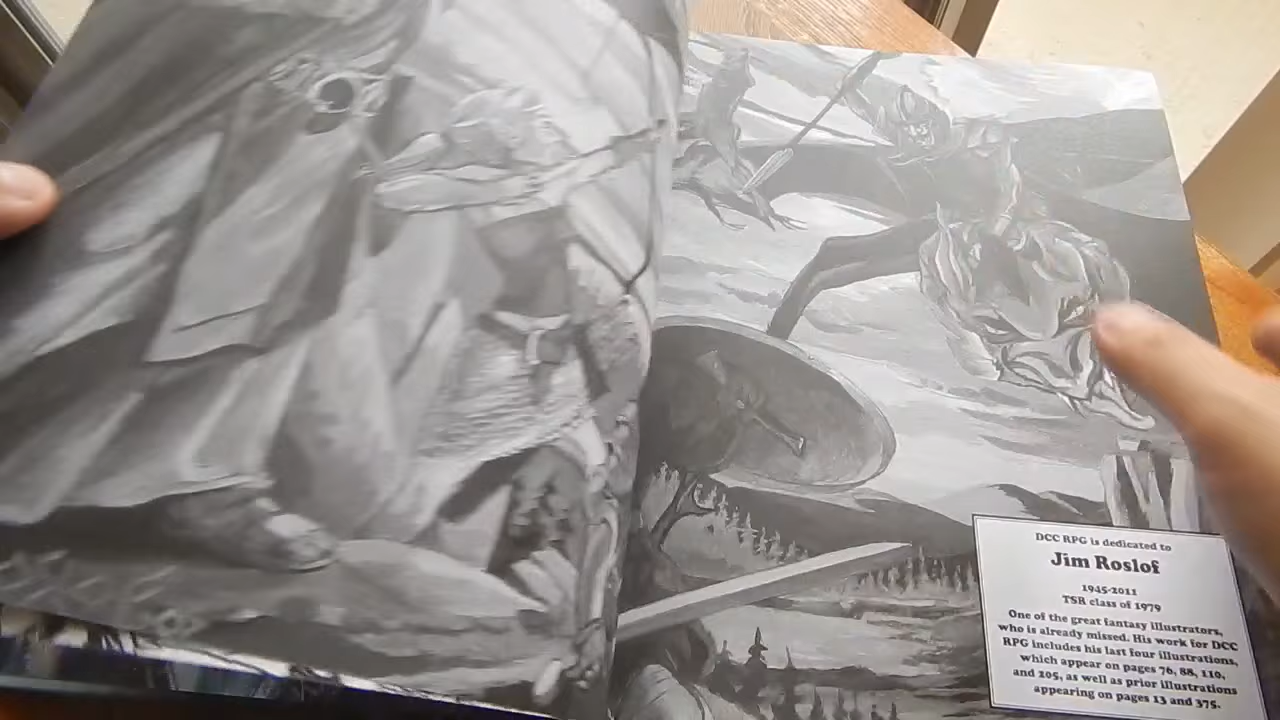 DCC RPG is dedicated to
Jim Roslof
1945-2011
TSR class of 1979
One of the great fantasy illustrators,
who is already missed. His work for DCC
RPG includes his last four illustrations,
which appear on pages 76, 88, 110,
and 205, as well as prior illustrations
appearing on pages 13 and 375.